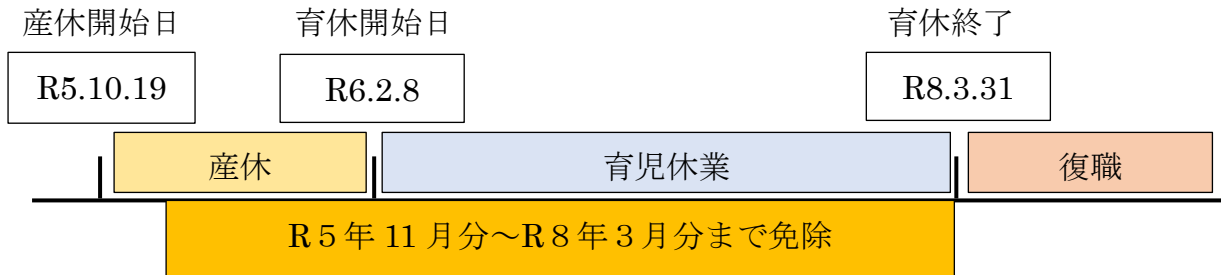 産休開始日 育休開始日 育休終了
R5.10.19 R6.2.8 R8.3.31
産休 育児休業 復職
R５年 11 月分～R８年３月分まで免除